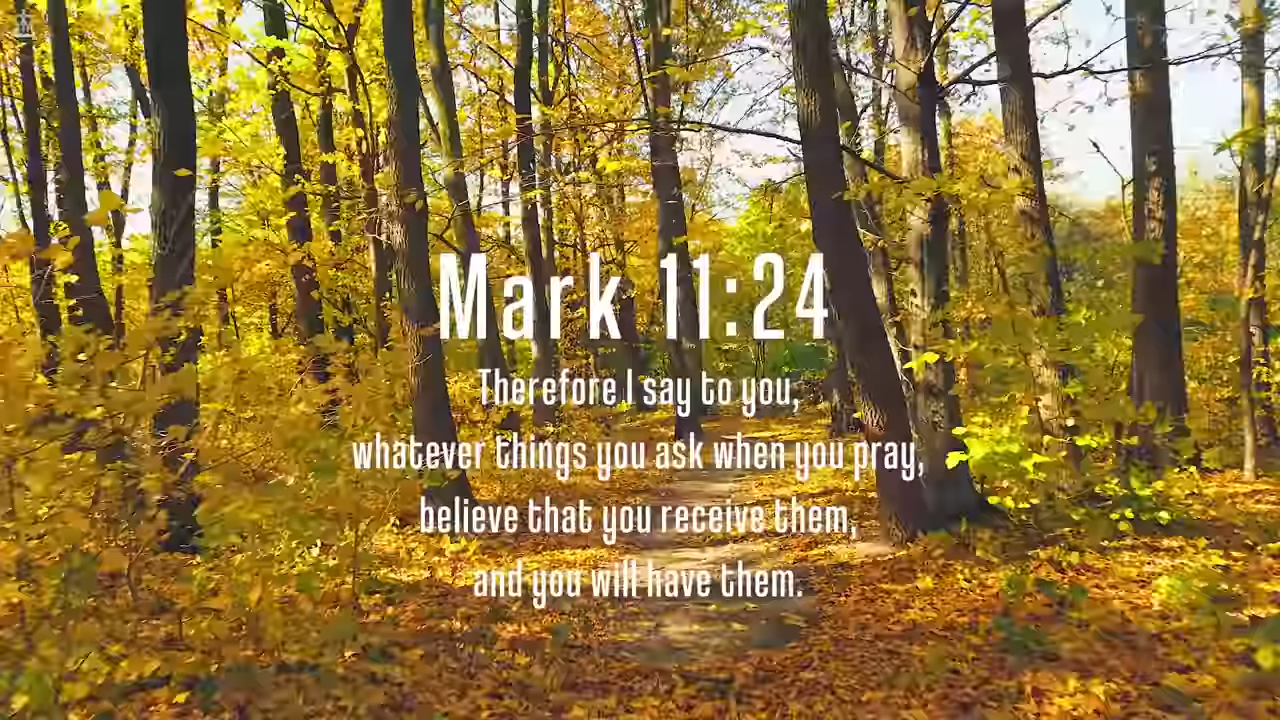 Mark 11:24
Therefore I say to you,
whatever things you ask when you pray,
believe that you receive them,
and you will have them.